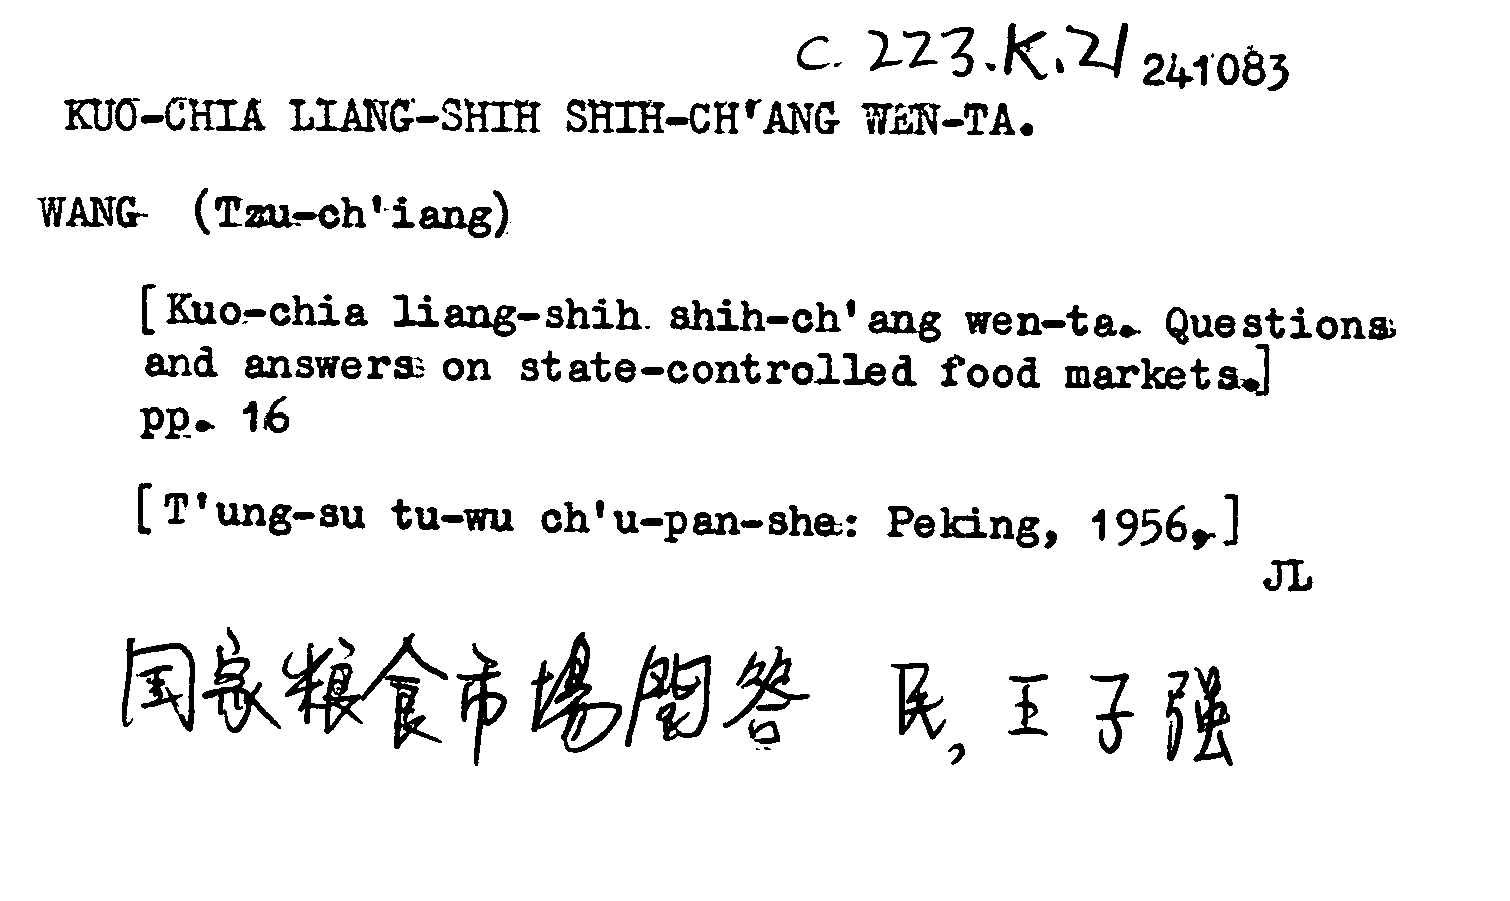 C. 223.K.21 241083
KUO-CHIA LIANG-SHIH SHIH-CH'ANG WEN-TA.
WANG (Tzu-ch'iang)
[Kuo-chia liang-shih shih-ch'ang wen-ta. Questions
and answers on state-controlled food markets.]
pp. 16
[T'ung-su tu-wu ch'u-pan-she: Peking, 1956.]
JL
国家粮食市場問答 民, 王子强